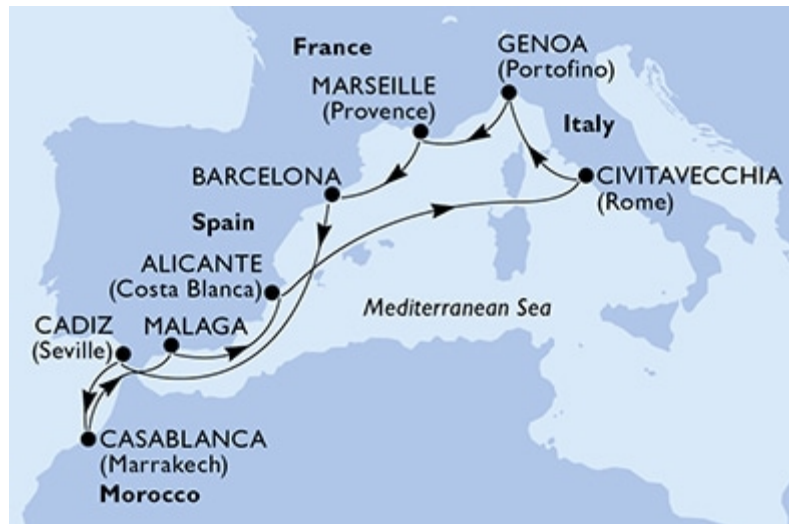 France
GENOA
(Portofino)
MARSEILLE
(Provence)
Italy
BARCELONA
CIVITAVECCHIA
(Rome)
Spain
ALICANTE
(Costa Blanca)
Mediterranean Sea
CADIZ
(Seville)
MALAGA
CASABLANCA
(Marrakech)
Morocco